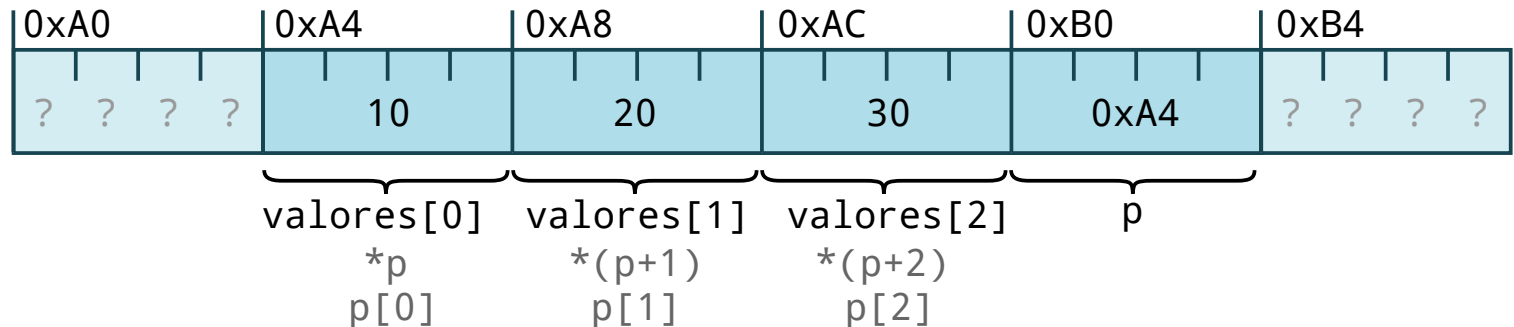 0xA0 0xA4 0xA8 0xAC 0xB0 0xB4
? ? ? ? 10 20 30 0xA4 ? ? ? ?
valores[0] valores[1] valores[2] p
*p *(p+1) *(p+2)
p[0] p[1] p[2]